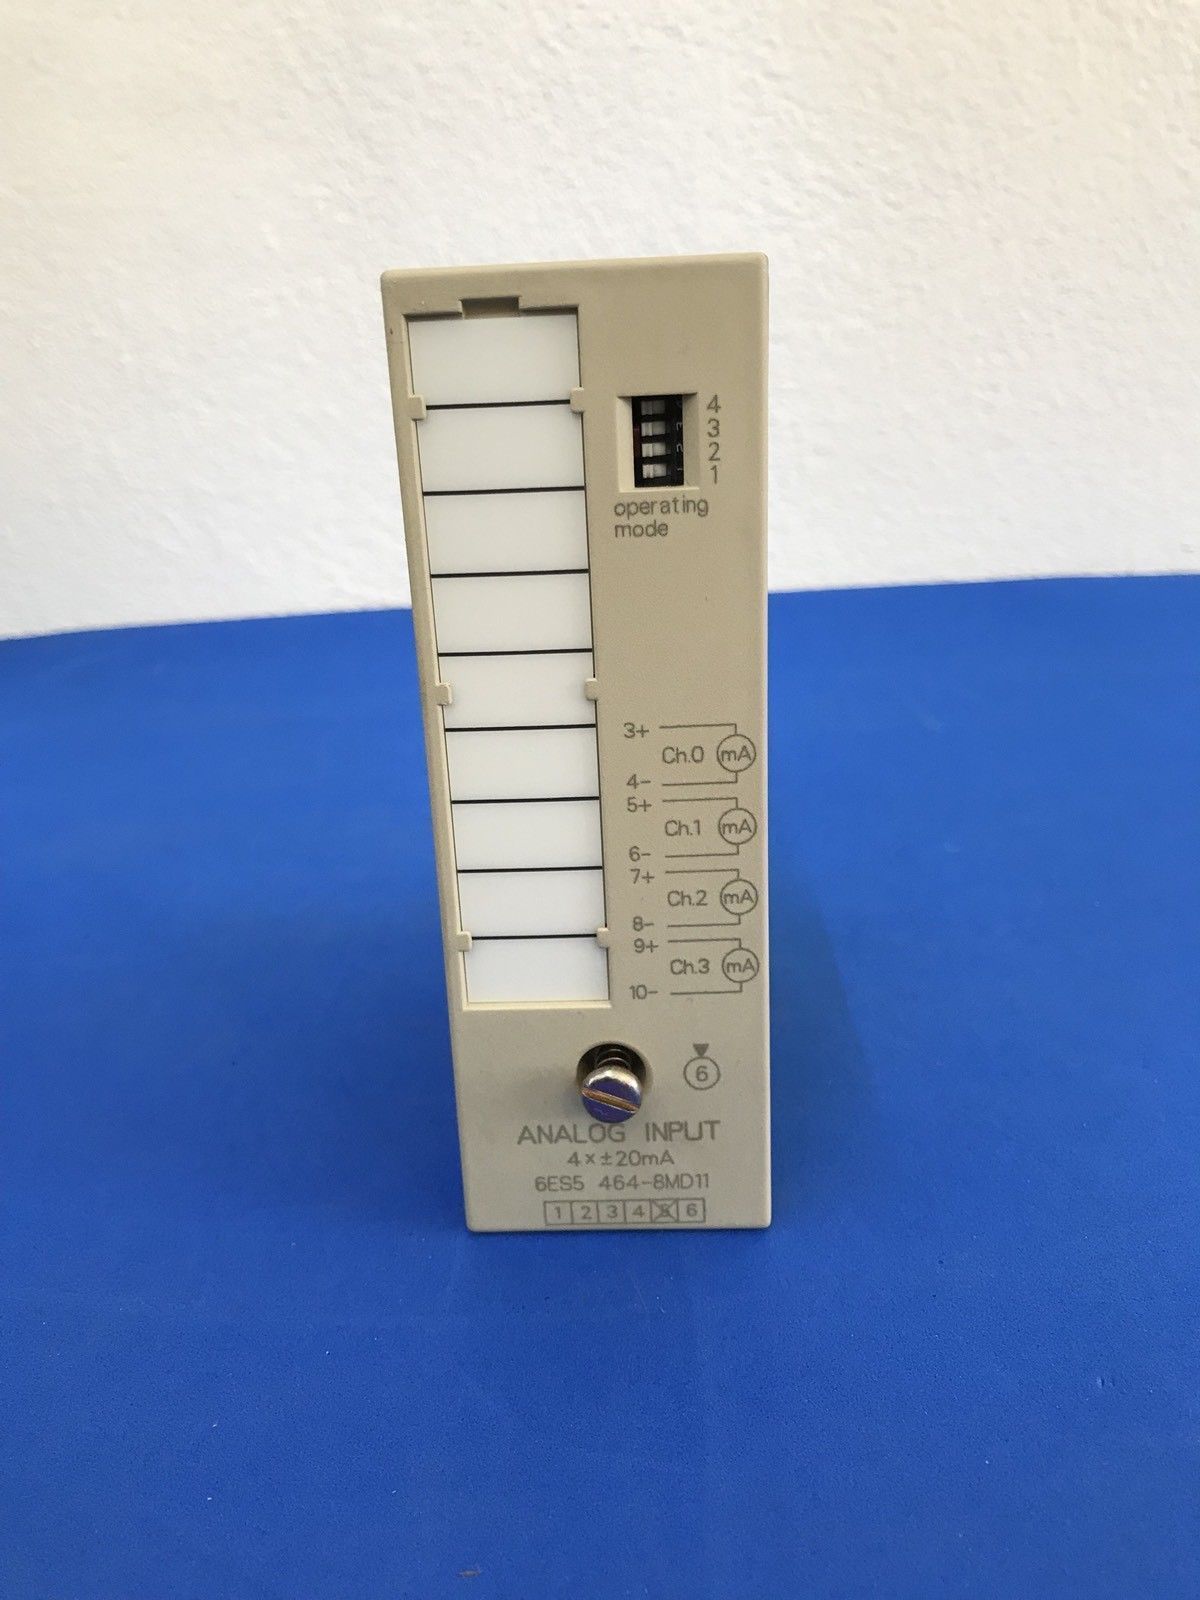 4
3
2
1
operating
mode
3+
Ch.0 mA
4-
5+
Ch.1 mA
6-
7+
Ch.2 mA
8-
9+
Ch.3 mA
10-
6
ANALOG INPUT
4×±20mA
6ES5 464-8MD11
1 2 3 4 5 6